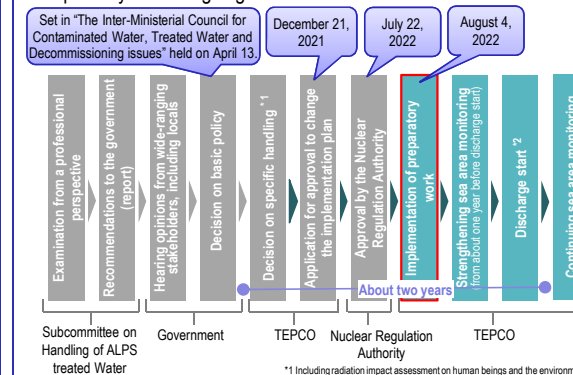 Set in “The Inter-Ministerial Council for
Contaminated Water, Treated Water and
Decommissioning issues” held on April 13.
December 21,
2021
July 22,
2022
August 4,
2022
Examination from a professional
perspective
Recommendations to the government
(report)
Hearing opinions from wide-ranging
stakeholders, including locals
Decision on basic policy
Decision on specific handling *1
Application for approval to change
the implementation plan
Approval by the Nuclear
Regulation Authority
Implementation of preparatory
work
Strengthening sea area monitoring
(from about one year before discharge start)
Discharge start *2
Continuing sea area monitoring
About two years
Subcommittee on
Handling of ALPS
treated Water
Government
TEPCO
Nuclear Regulation
Authority
TEPCO
*1 Including radiation impact assessment on human beings and the environm